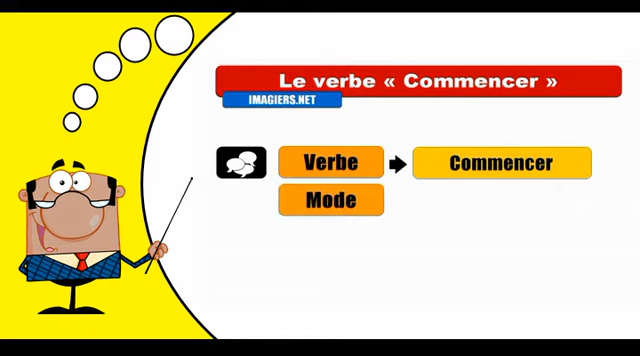 Le verbe « Commencer »
IMAGIERS.NET
Verbe Commencer
Mode